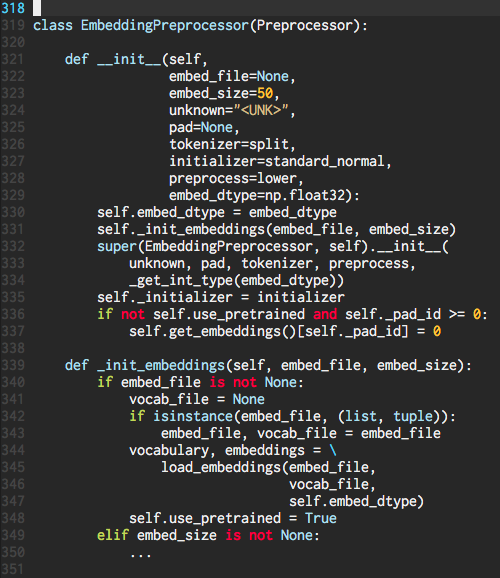 318
319 class EmbeddingPreprocessor(Preprocessor):
320
321     def __init__(self,
322                  embed_file=None,
323                  embed_size=50,
324                  unknown="<UNK>",
325                  pad=None,
326                  tokenizer=split,
327                  initializer=standard_normal,
328                  preprocess=lower,
329                  embed_dtype=np.float32):
330         self.embed_dtype = embed_dtype
331         self._init_embeddings(embed_file, embed_size)
332         super(EmbeddingPreprocessor, self).__init__(
333             unknown, pad, tokenizer, preprocess,
334             _get_int_type(embed_dtype))
335         self._initializer = initializer
336         if not self.use_pretrained and self._pad_id >= 0:
337             self.get_embeddings()[self._pad_id] = 0
338
339     def _init_embeddings(self, embed_file, embed_size):
340         if embed_file is not None:
341             vocab_file = None
342             if isinstance(embed_file, (list, tuple)):
343                 embed_file, vocab_file = embed_file
344             vocabulary, embeddings = \
345                 load_embeddings(embed_file,
346                                 vocab_file,
347                                 self.embed_dtype)
348             self.use_pretrained = True
349         elif embed_size is not None:
350             ...
351